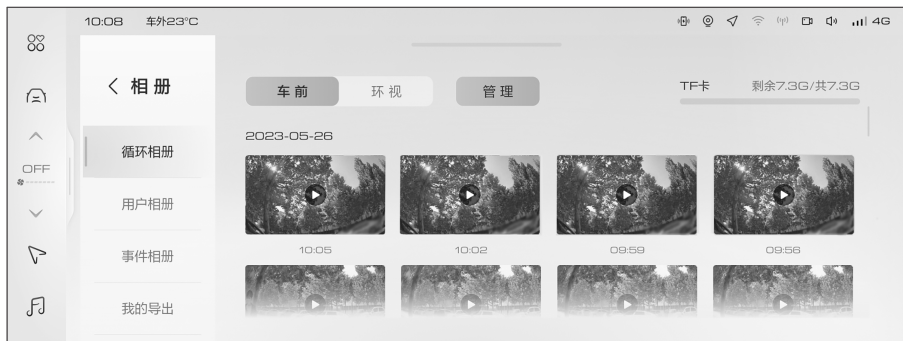 10:08 车外23°C 4G
相册
车前 环视 管理 TF卡 剩余7.3G/共7.3G
2023-05-26
循环相册
OFF
用户相册
10:05 10:02 09:59 09:56
事件相册
我的导出